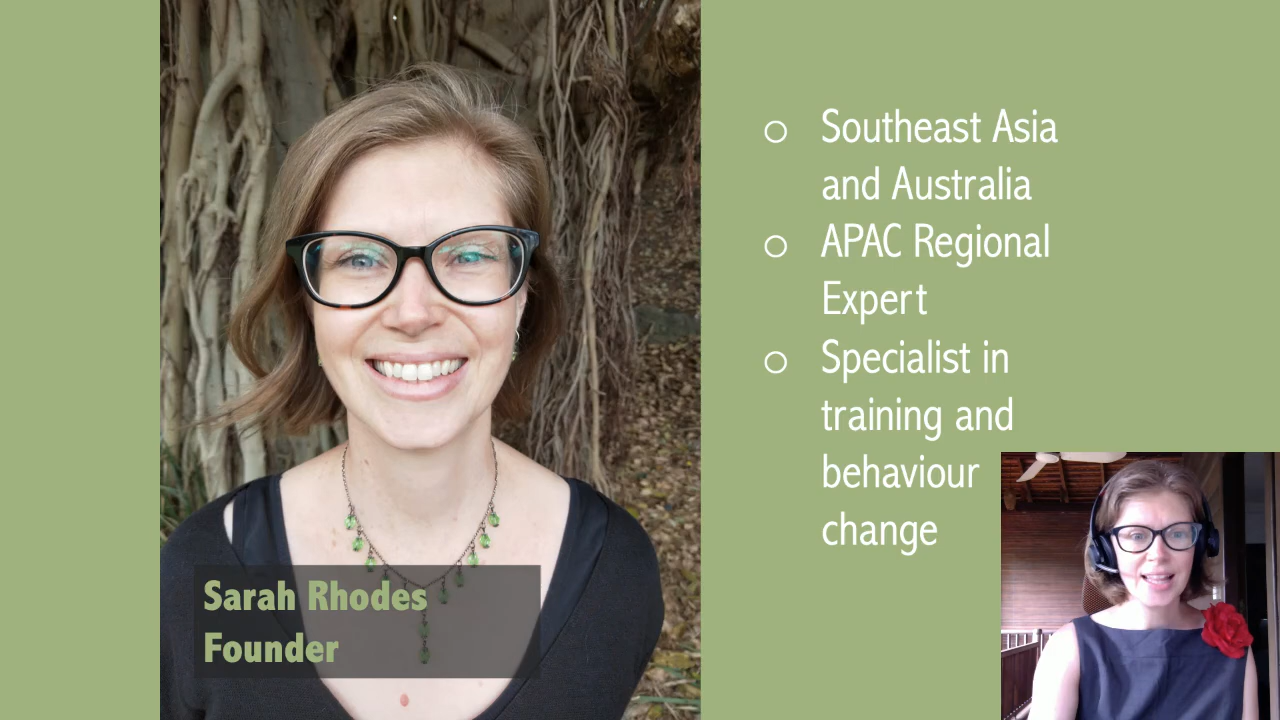 Sarah Rhodes
Founder
○ Southeast Asia
and Australia
○ APAC Regional
Expert
○ Specialist in
training and
behaviour
change